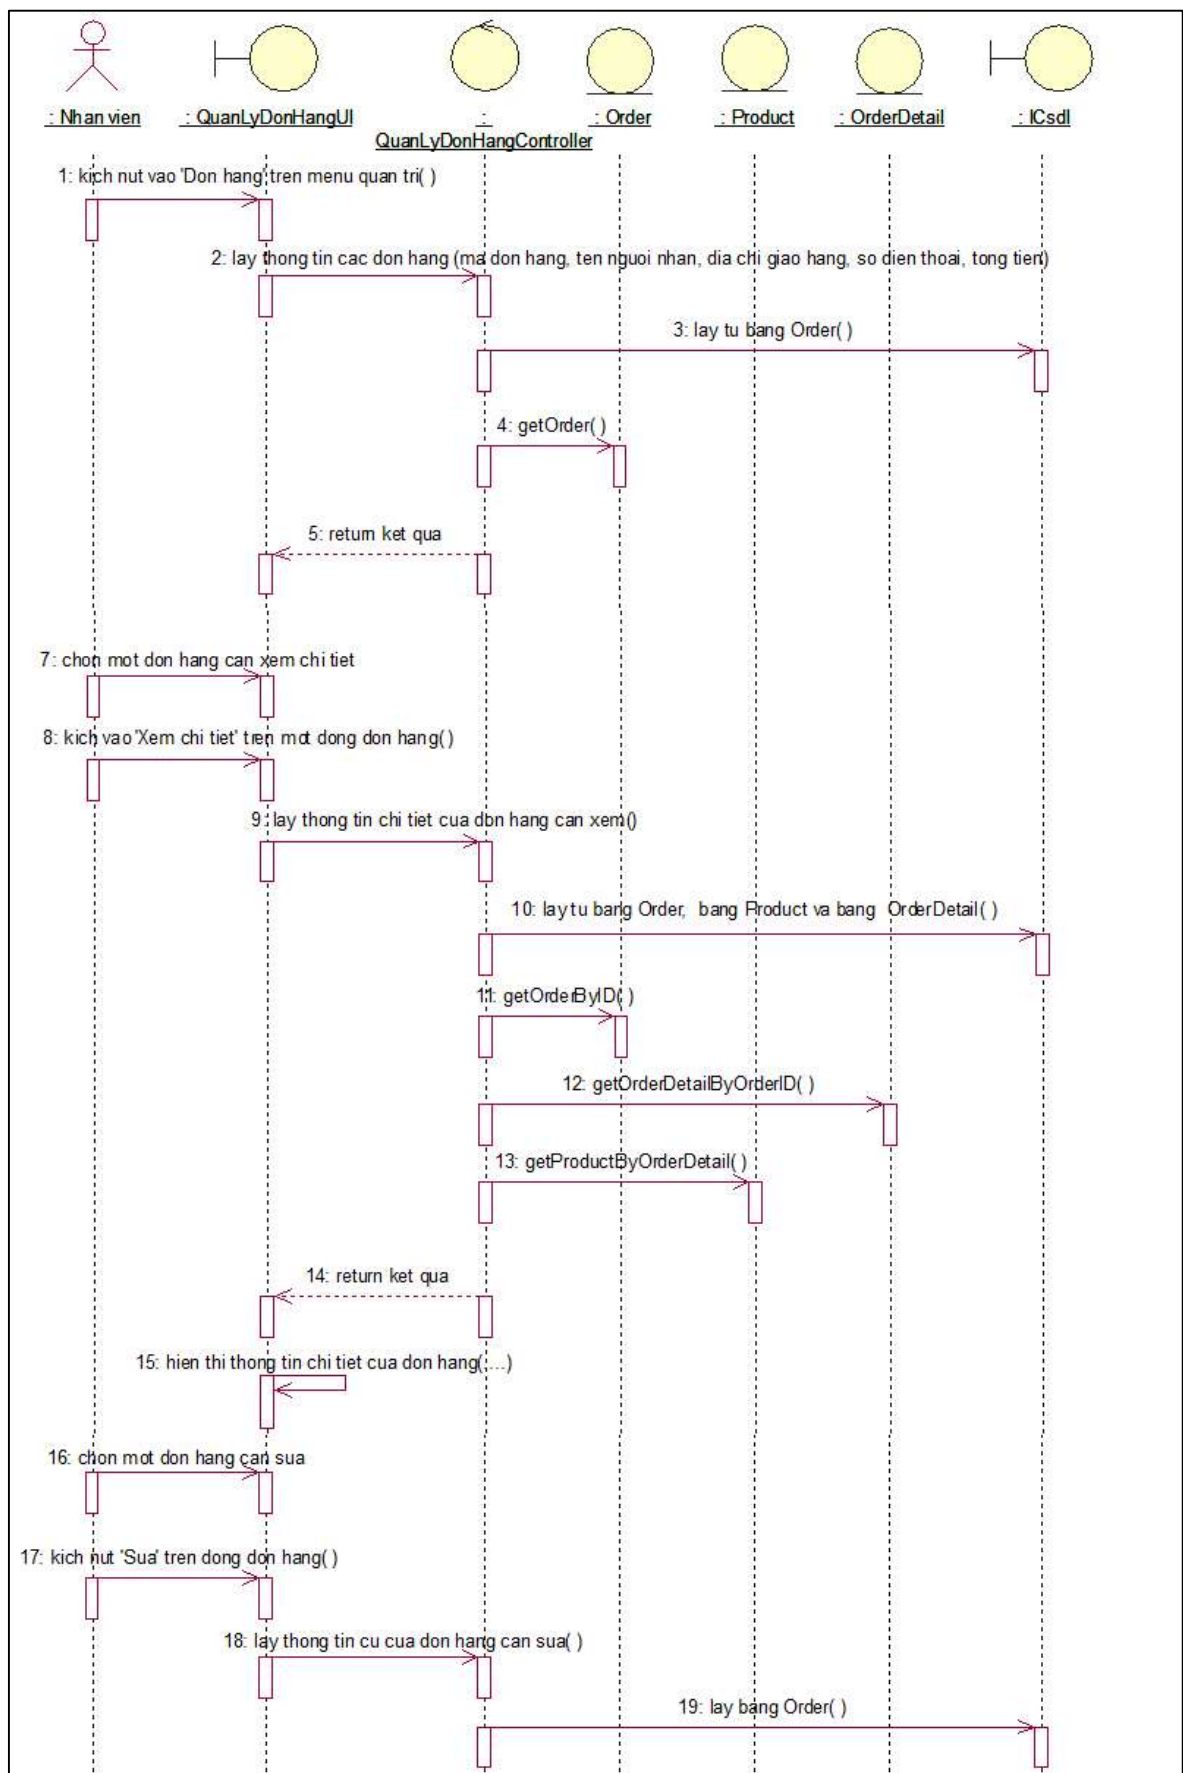 : Nhan vien
: QuanLyDonHangUI
:
QuanLyDonHangController
: Order
: Product
: OrderDetail
: ICsdl
1: kich nut vao 'Don hang' tren menu quan tri( )
2: lay thong tin cac don hang (ma don hang, ten nguoi nhan, dia chi giao hang, so dien thoai, tong tien)
3: lay tu bang Order( )
4: getOrder( )
5: return ket qua
7: chon mot don hang can xem chi tiet
8: kich vao 'Xem chi tiet' tren mot dong don hang( )
9: lay thong tin chi tiet cua don hang can xem()
10: lay tu bang Order, bang Product va bang OrderDetail( )
11: getOrderByID( )
12: getOrderDetailByOrderID( )
13: getProductByOrderDetail( )
14: return ket qua
15: hien thi thong tin chi tiet cua don hang( ,...)
16: chon mot don hang can sua
17: kich nut 'Sua' tren dong don hang( )
18: lay thong tin cu cua don hang can sua( )
19: lay bang Order( )